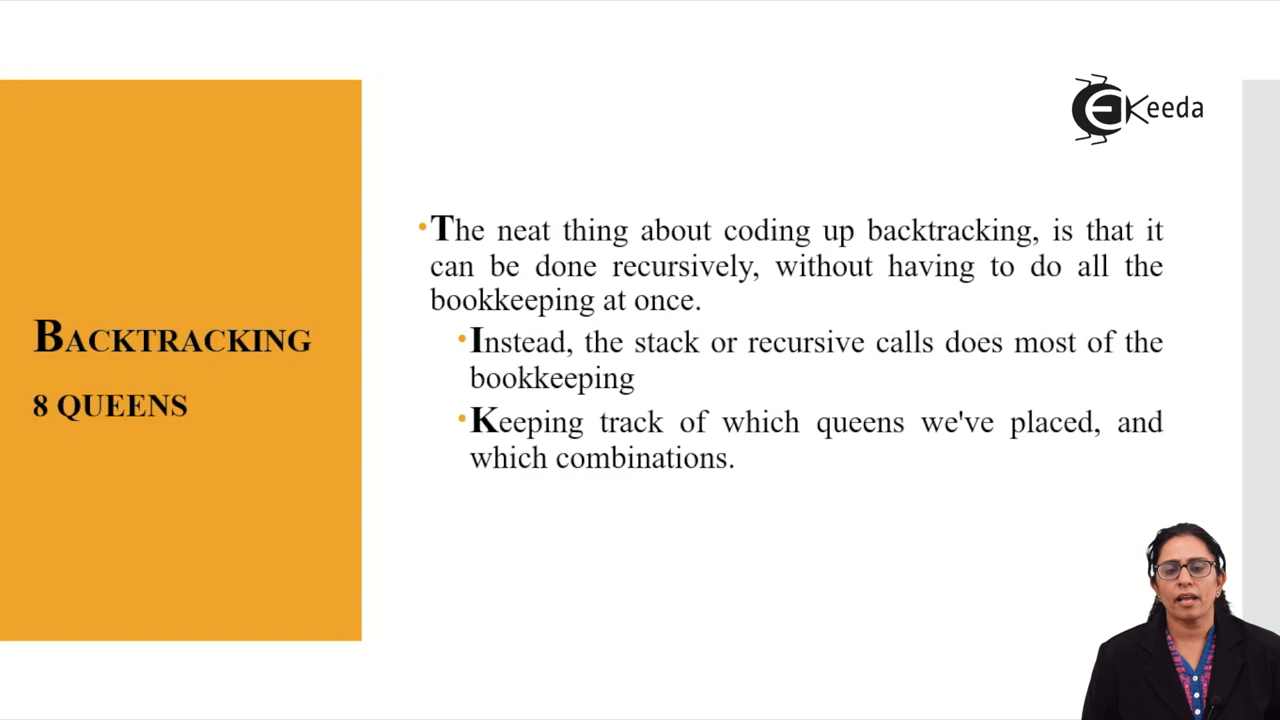 Keeda
•The neat thing about coding up backtracking, is that it
can be done recursively, without having to do all the
bookkeeping at once.
•Instead, the stack or recursive calls does most of the
bookkeeping
•Keeping track of which queens we've placed, and
which combinations.
BACKTRACKING
8 QUEENS